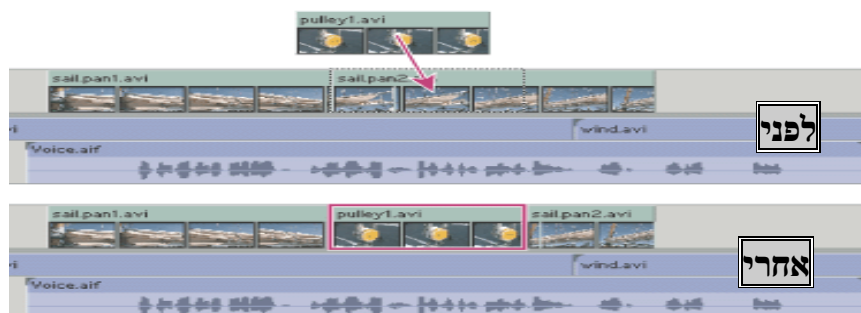 pulley1.avi
sail.pan1.avi sail.pan2
wind.avi
לפני
Voice.aif
sail.pan1.avi pulley1.avi sail.pan2.avi
wind.avi
אחרי
Voice.aif